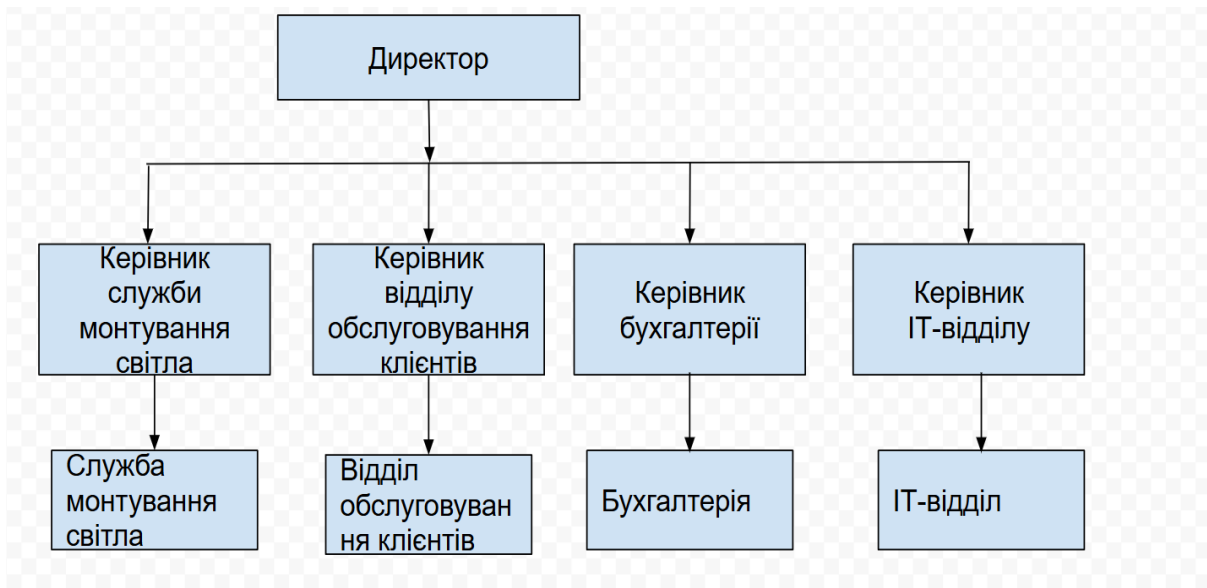 Директор
Керівник
служби
монтування
світла
Керівник
відділу
обслуговування
клієнтів
Керівник
бухгалтерії
Керівник
ІТ-відділу
Служба
монтування
світла
Відділ
обслуговуван
ня клієнтів
Бухгалтерія
ІТ-відділ